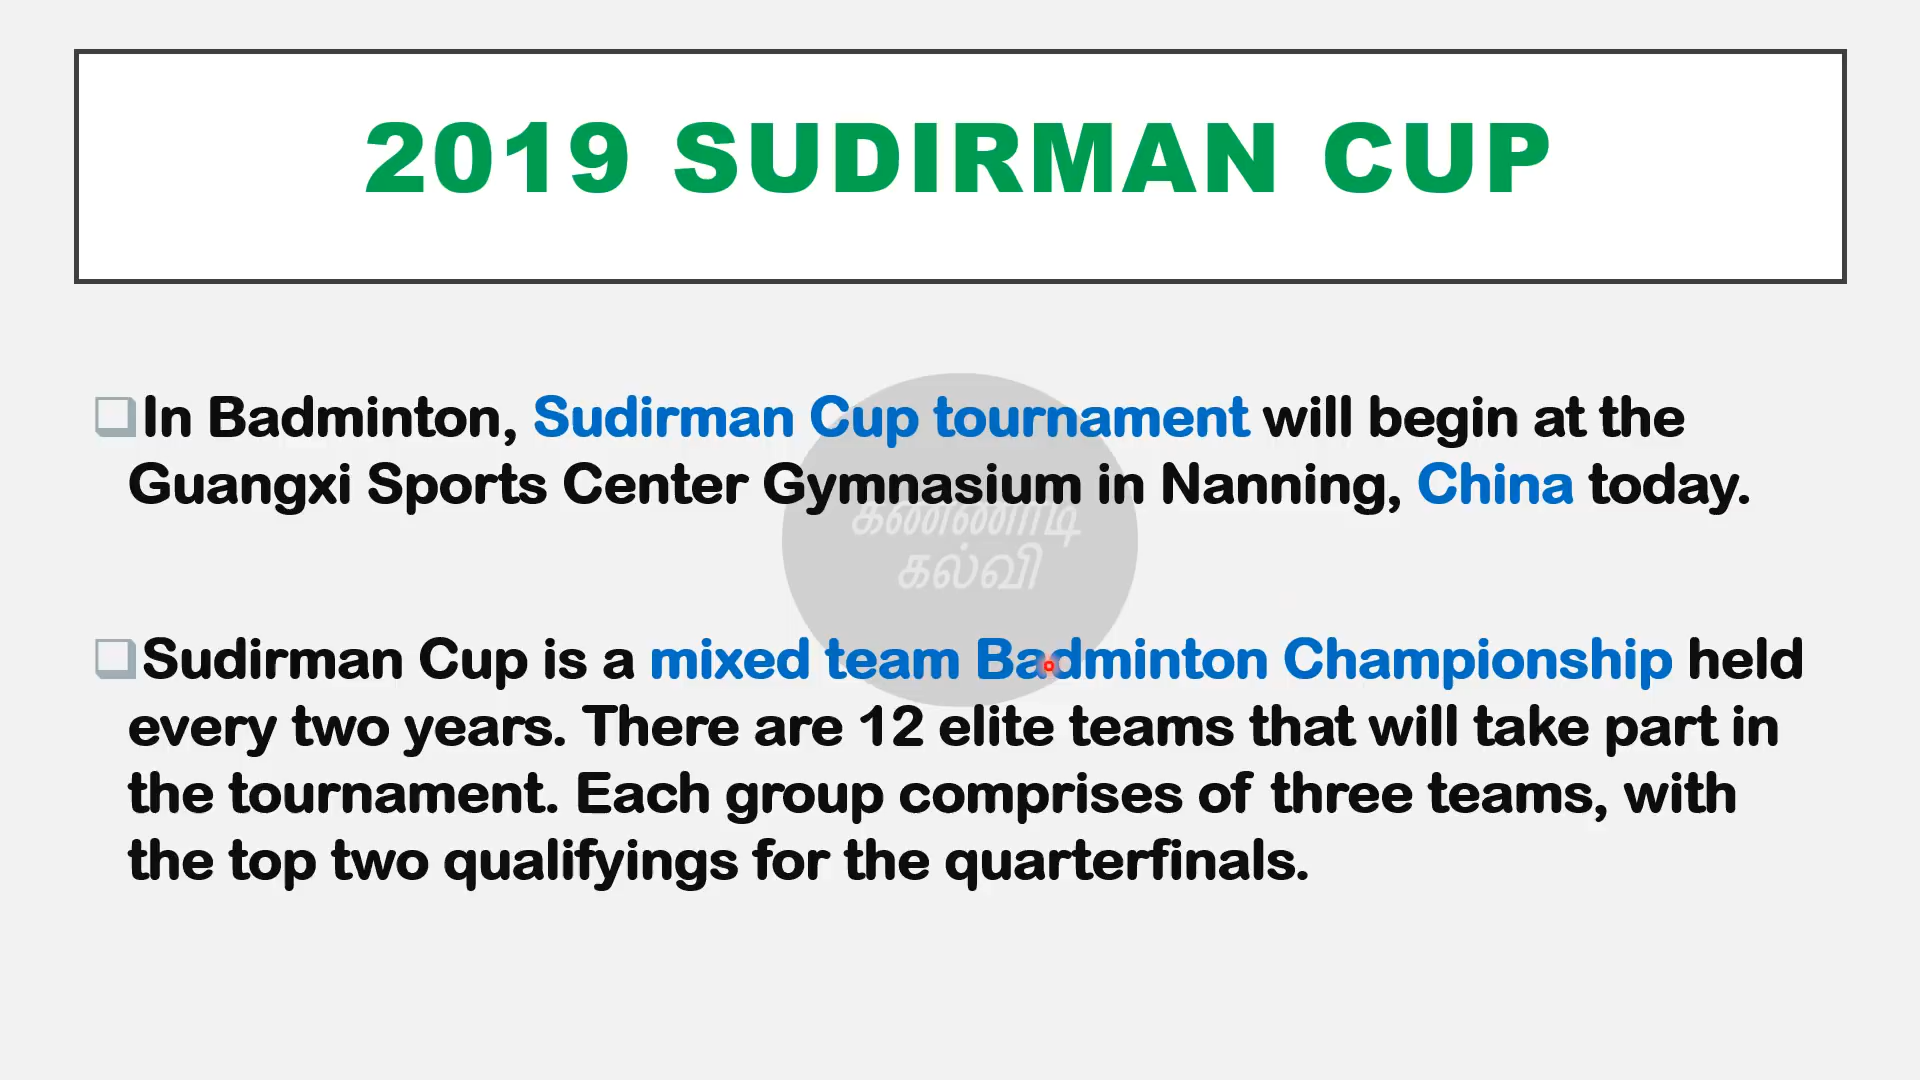 2019 SUDIRMAN CUP
In Badminton, Sudirman Cup tournament will begin at the
Guangxi Sports Center Gymnasium in Nanning, China today.
கண்ணாடி
கல்வி
Sudirman Cup is a mixed team Badminton Championship held
every two years. There are 12 elite teams that will take part in
the tournament. Each group comprises of three teams, with
the top two qualifyings for the quarterfinals.